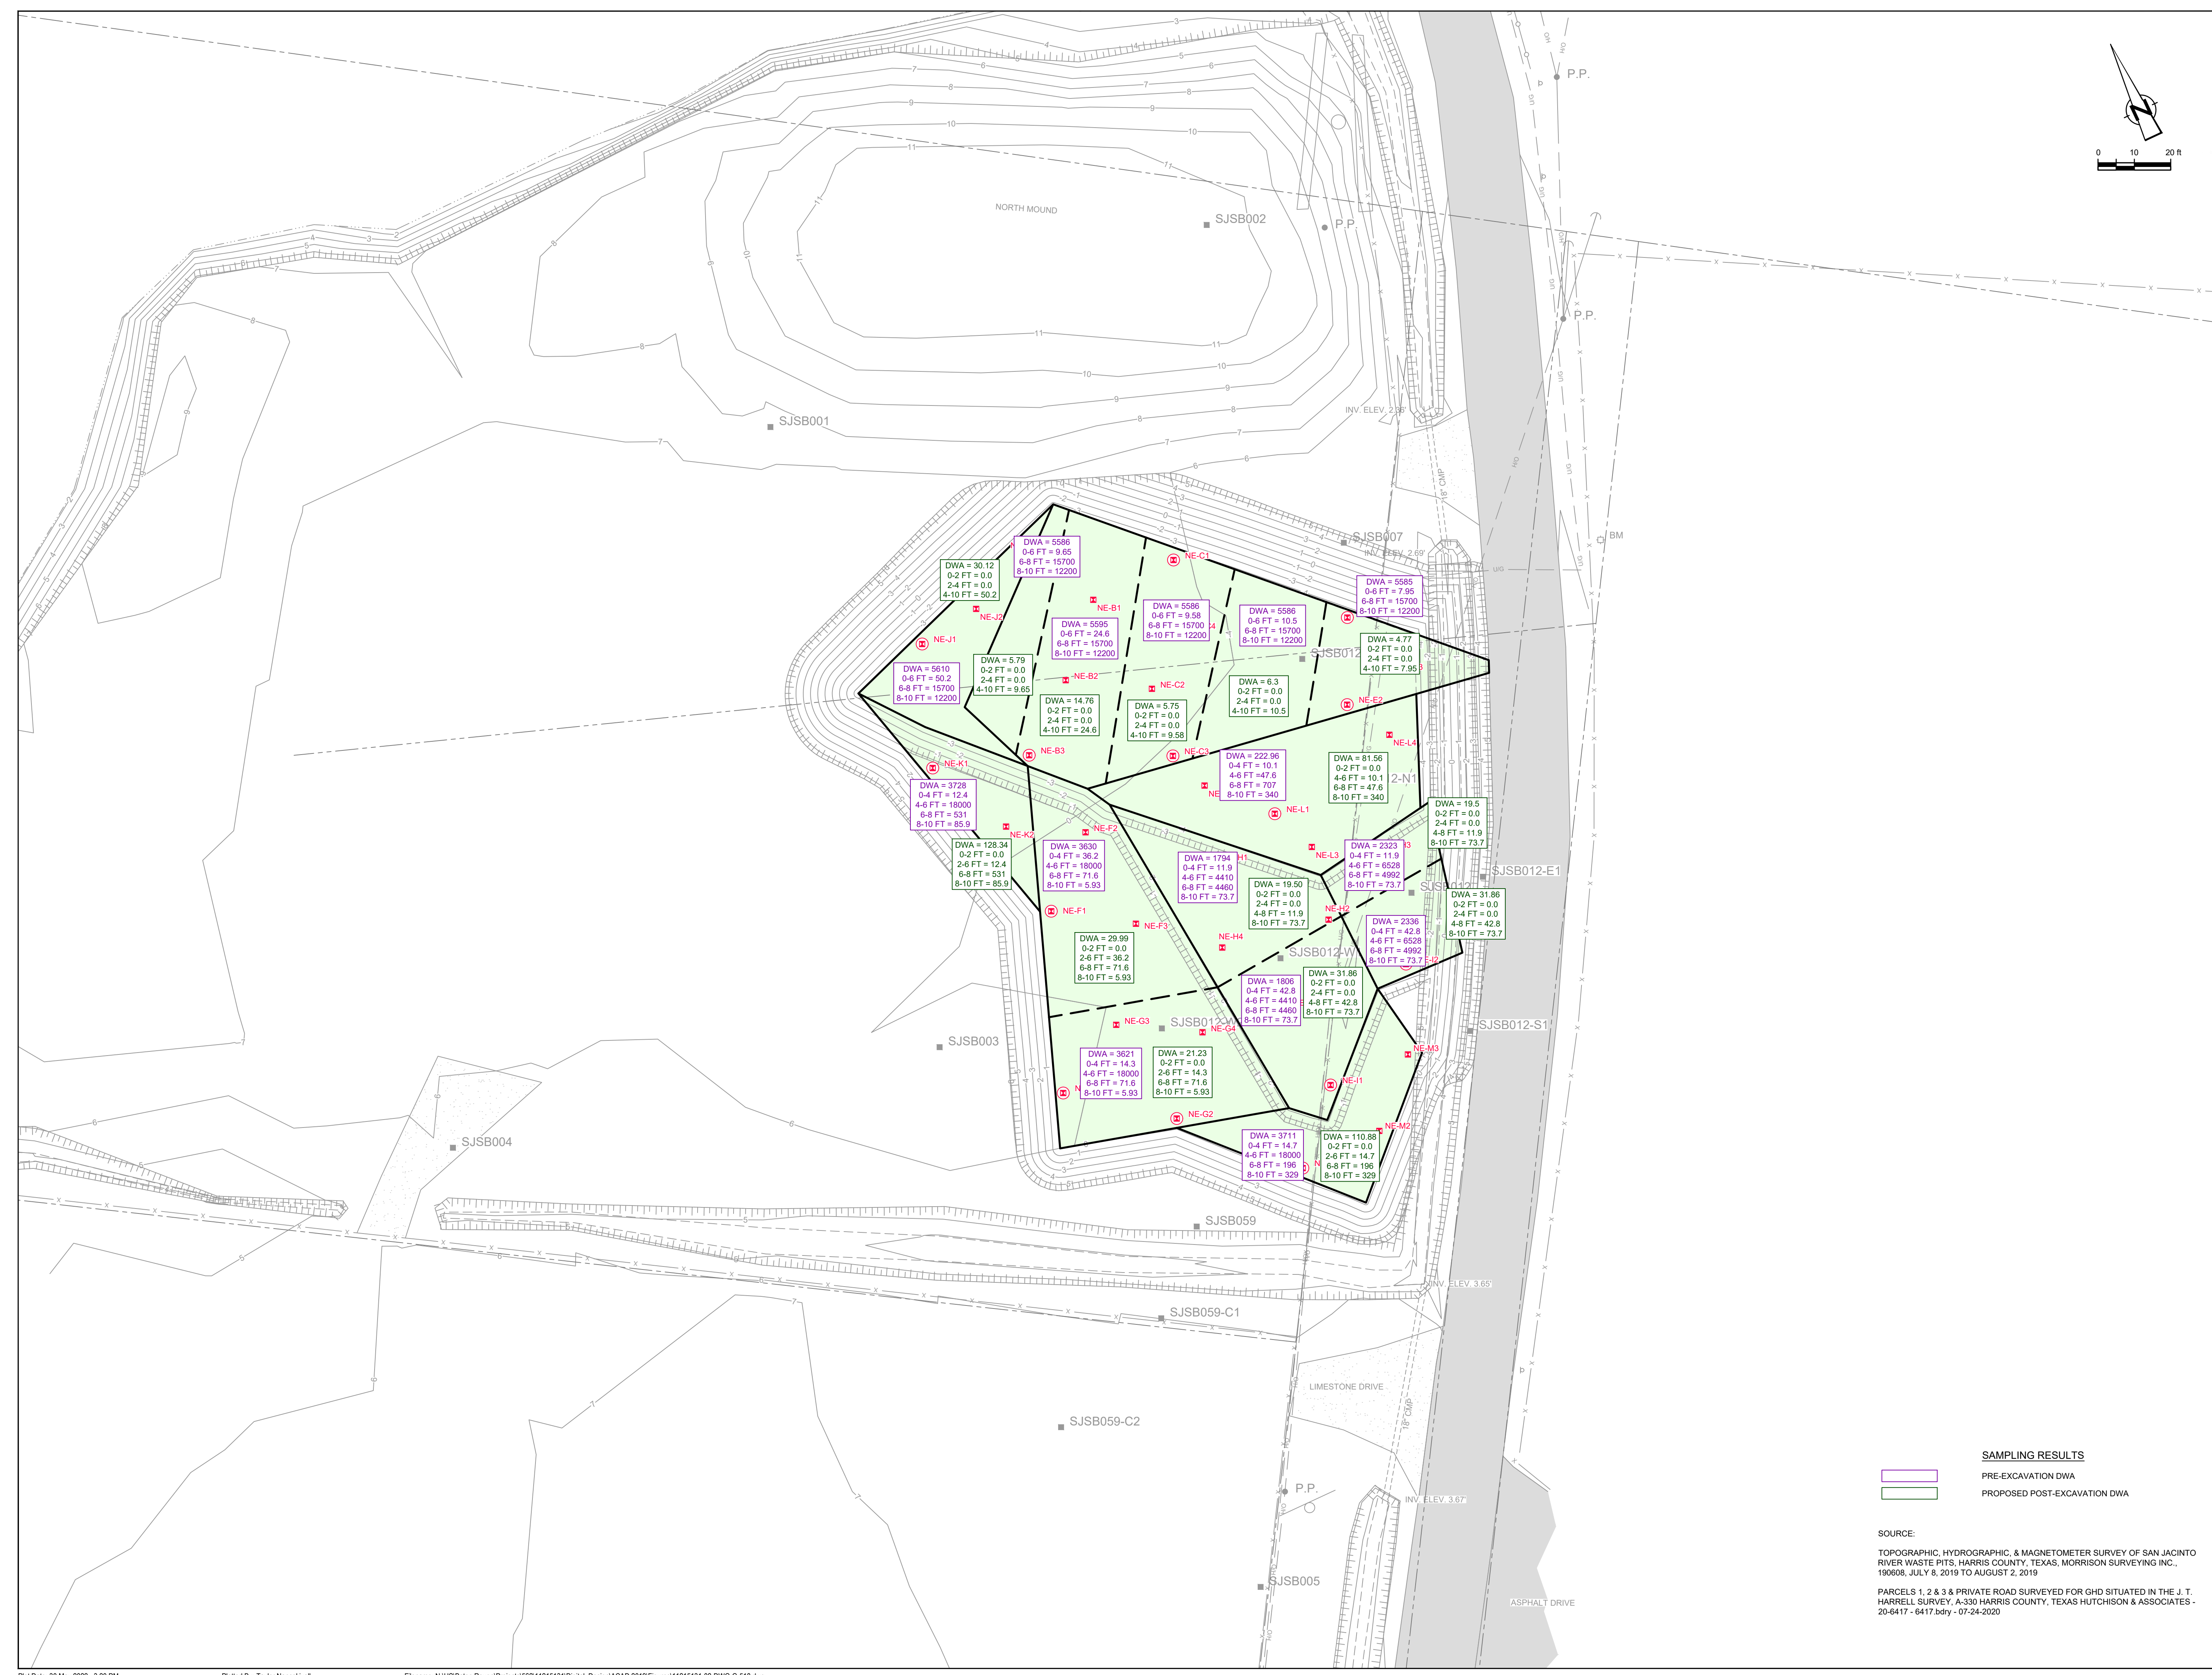 P.P.
0 10 20 ft
NORTH MOUND
SJSB002
P.P.
P.P.
SJSB001
INV. ELEV. 2.36'
18" CMP
BM
SJSB007
INV. ELEV. 2.69'
DWA = 5586
0-6 FT = 9.65
6-8 FT = 15700
8-10 FT = 12200
NE-C1
DWA = 30.12
0-2 FT = 0.0
2-4 FT = 0.0
4-10 FT = 50.2
NE-J2
NE-B1
DWA = 5585
0-6 FT = 7.95
6-8 FT = 15700
8-10 FT = 12200
DWA = 5586
0-6 FT = 9.58
6-8 FT = 15700
8-10 FT = 12200
DWA = 5586
0-6 FT = 10.5
6-8 FT = 15700
8-10 FT = 12200
DWA = 5595
0-6 FT = 24.6
6-8 FT = 15700
8-10 FT = 12200
NE-J1
DWA = 4.77
0-2 FT = 0.0
2-4 FT = 0.0
4-10 FT = 7.95
SJSB012
DWA = 5610
0-6 FT = 50.2
6-8 FT = 15700
8-10 FT = 12200
DWA = 5.79
0-2 FT = 0.0
2-4 FT = 0.0
4-10 FT = 9.65
NE-B2
NE-C2
DWA = 6.3
0-2 FT = 0.0
2-4 FT = 0.0
4-10 FT = 10.5
DWA = 14.76
0-2 FT = 0.0
2-4 FT = 0.0
4-10 FT = 24.6
DWA = 5.75
0-2 FT = 0.0
2-4 FT = 0.0
4-10 FT = 9.58
NE-E2
NE-L4
NE-B3
NE-C3
NE-K1
DWA = 222.96
0-4 FT = 10.1
4-6 FT =47.6
6-8 FT = 707
8-10 FT = 340
DWA = 81.56
0-2 FT = 0.0
4-6 FT = 10.1
6-8 FT = 47.6
8-10 FT = 340
2-N1
DWA = 3728
0-4 FT = 12.4
4-6 FT = 18000
6-8 FT = 531
8-10 FT = 85.9
NE-L1
DWA = 19.5
0-2 FT = 0.0
2-4 FT = 0.0
4-8 FT = 11.9
8-10 FT = 73.7
NE-K2
NE-F2
DWA = 128.34
0-2 FT = 0.0
2-6 FT = 12.4
6-8 FT = 531
8-10 FT = 85.9
DWA = 3630
0-4 FT = 36.2
4-6 FT = 18000
6-8 FT = 71.6
8-10 FT = 5.93
DWA = 1794
0-4 FT = 11.9
4-6 FT = 4410
6-8 FT = 4460
8-10 FT = 73.7
H1
NE-L3
DWA = 2323
0-4 FT = 11.9
4-6 FT = 6528
6-8 FT = 4992
8-10 FT = 73.7
H3
SJSB012-E1
DWA = 19.50
0-2 FT = 0.0
2-4 FT = 0.0
4-8 FT = 11.9
8-10 FT = 73.7
DWA = 31.86
0-2 FT = 0.0
2-4 FT = 0.0
4-8 FT = 42.8
8-10 FT = 73.7
NE-F1
NE-F3
NE-H2
NE-H4
DWA = 2336
0-4 FT = 42.8
4-6 FT = 6528
6-8 FT = 4992
8-10 FT = 73.7
DWA = 29.99
0-2 FT = 0.0
2-6 FT = 36.2
6-8 FT = 71.6
8-10 FT = 5.93
SJSB012-W
DWA = 1806
0-4 FT = 42.8
4-6 FT = 4410
6-8 FT = 4460
8-10 FT = 73.7
DWA = 31.86
0-2 FT = 0.0
2-4 FT = 0.0
4-8 FT = 42.8
8-10 FT = 73.7
NE-G3
SJSB012-W
NE-G4
SJSB012-S1
SJSB003
NE-M3
DWA = 3621
0-4 FT = 14.3
4-6 FT = 18000
6-8 FT = 71.6
8-10 FT = 5.93
DWA = 21.23
0-2 FT = 0.0
2-6 FT = 14.3
6-8 FT = 71.6
8-10 FT = 5.93
NE-I1
NE-G2
NE-M2
SJSB004
DWA = 3711
0-4 FT = 14.7
4-6 FT = 18000
6-8 FT = 196
8-10 FT = 329
DWA = 110.88
0-2 FT = 0.0
2-6 FT = 14.7
6-8 FT = 196
8-10 FT = 329
SJSB059
INV. ELEV. 3.65'
SJSB059-C1
LIMESTONE DRIVE
18" CMP
SJSB059-C2
P.P.
INV. ELEV. 3.67'
SJSB005
ASPHALT DRIVE
SAMPLING RESULTS
PRE-EXCAVATION DWA
PROPOSED POST-EXCAVATION DWA
SOURCE:
TOPOGRAPHIC, HYDROGRAPHIC, & MAGNETOMETER SURVEY OF SAN JACINTO
RIVER WASTE PITS, HARRIS COUNTY, TEXAS, MORRISON SURVEYING INC.,
190608, JULY 8, 2019 TO AUGUST 2, 2019
PARCELS 1, 2 & 3 & PRIVATE ROAD SURVEYED FOR GHD SITUATED IN THE J. T.
HARRELL SURVEY, A-330 HARRIS COUNTY, TEXAS HUTCHISON & ASSOCIATES -
20-6417 - 6417.bdry - 07-24-2020